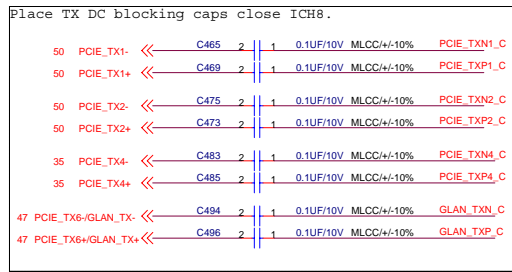 Place TX DC blocking caps close ICH8.
50 PCIE_TX1- C465 2 1 0.1UF/10V MLCC/+/-10% PCIE_TXN1_C
50 PCIE_TX1+ C469 2 1 0.1UF/10V MLCC/+/-10% PCIE_TXP1_C
50 PCIE_TX2- C475 2 1 0.1UF/10V MLCC/+/-10% PCIE_TXN2_C
50 PCIE_TX2+ C473 2 1 0.1UF/10V MLCC/+/-10% PCIE_TXP2_C
35 PCIE_TX4- C483 2 1 0.1UF/10V MLCC/+/-10% PCIE_TXN4_C
35 PCIE_TX4+ C485 2 1 0.1UF/10V MLCC/+/-10% PCIE_TXP4_C
47 PCIE_TX6-/GLAN_TX- C494 2 1 0.1UF/10V MLCC/+/-10% GLAN_TXN_C
47 PCIE_TX6+/GLAN_TX+ C496 2 1 0.1UF/10V MLCC/+/-10% GLAN_TXP_C